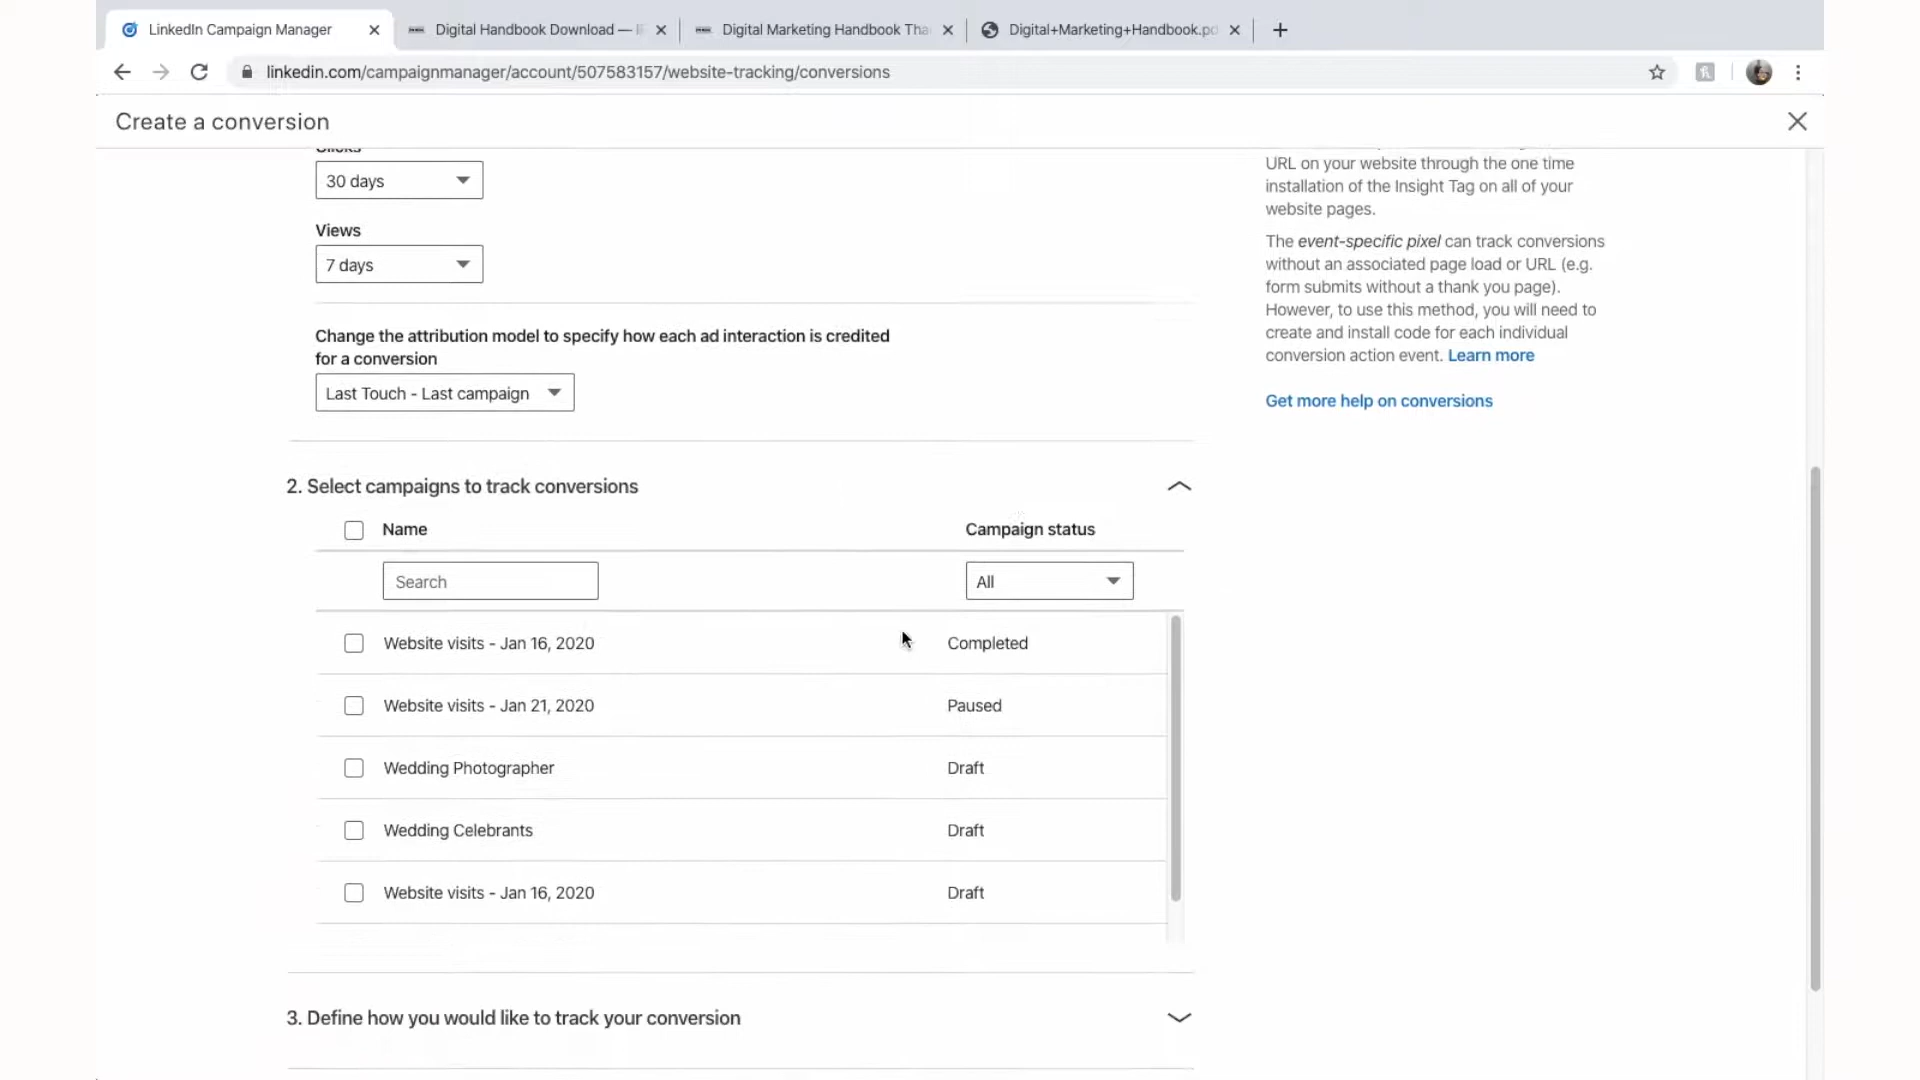 LinkedIn Campaign Manager
Digital Handbook Download —
Digital Marketing Handbook Tha
Digital+Marketing+Handbook.pd
linkedin.com/campaignmanager/account/507583157/website-tracking/conversions
Create a conversion
Clicks
30 days
Views
7 days
Change the attribution model to specify how each ad interaction is credited
for a conversion
Last Touch - Last campaign
2. Select campaigns to track conversions
Name
Campaign status
Search
All
Website visits - Jan 16, 2020
Completed
Website visits - Jan 21, 2020
Paused
Wedding Photographer
Draft
Wedding Celebrants
Draft
Website visits - Jan 16, 2020
Draft
3. Define how you would like to track your conversion
URL on your website through the one time
installation of the Insight Tag on all of your
website pages.
The event-specific pixel can track conversions
without an associated page load or URL (e.g.
form submits without a thank you page).
However, to use this method, you will need to
create and install code for each individual
conversion action event. Learn more
Get more help on conversions